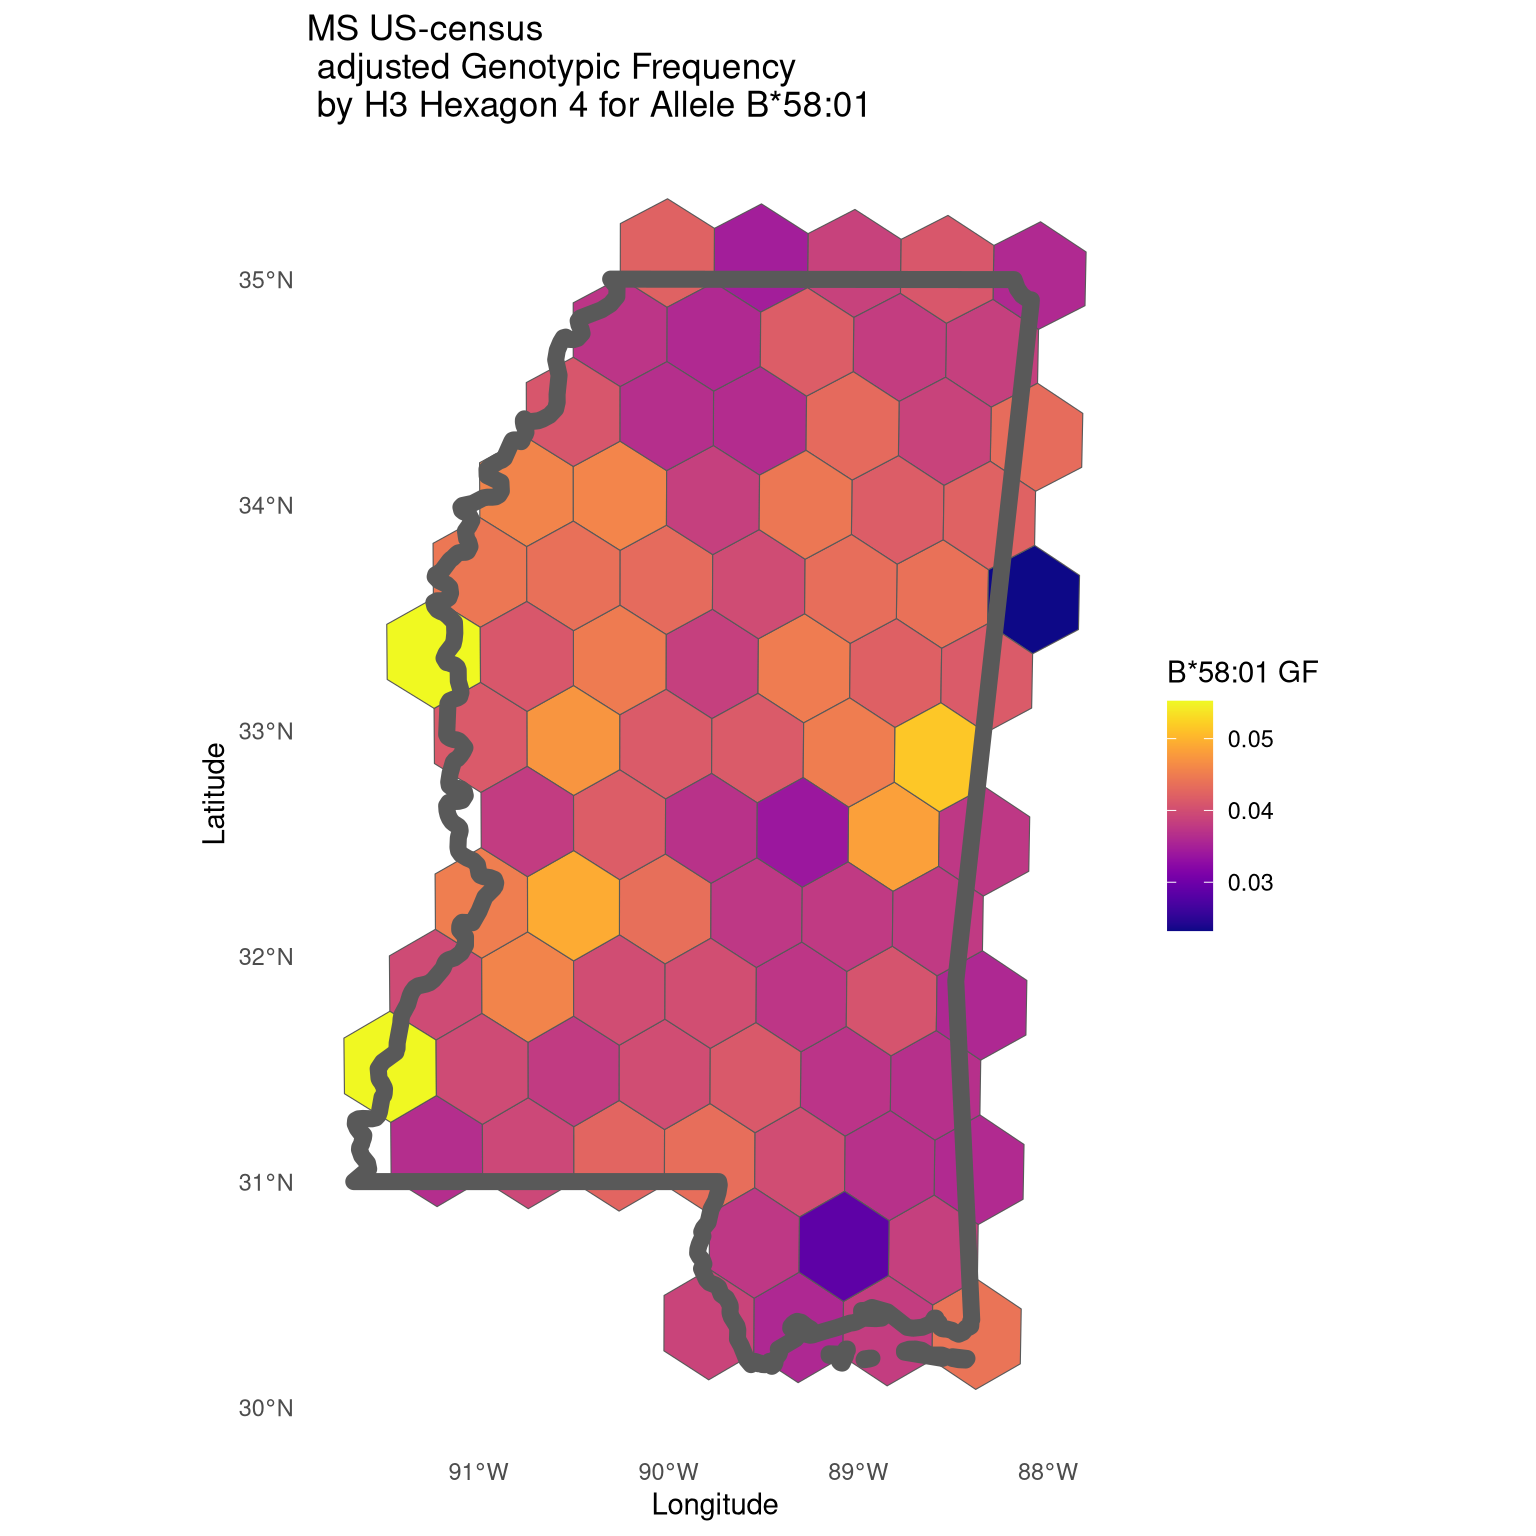 MS US-census
adjusted Genotypic Frequency
by H3 Hexagon 4 for Allele B*58:01
35°N
34°N
33°N
32°N
31°N
30°N
Latitude
91°W
90°W
89°W
88°W
Longitude
B*58:01 GF
0.05
0.04
0.03